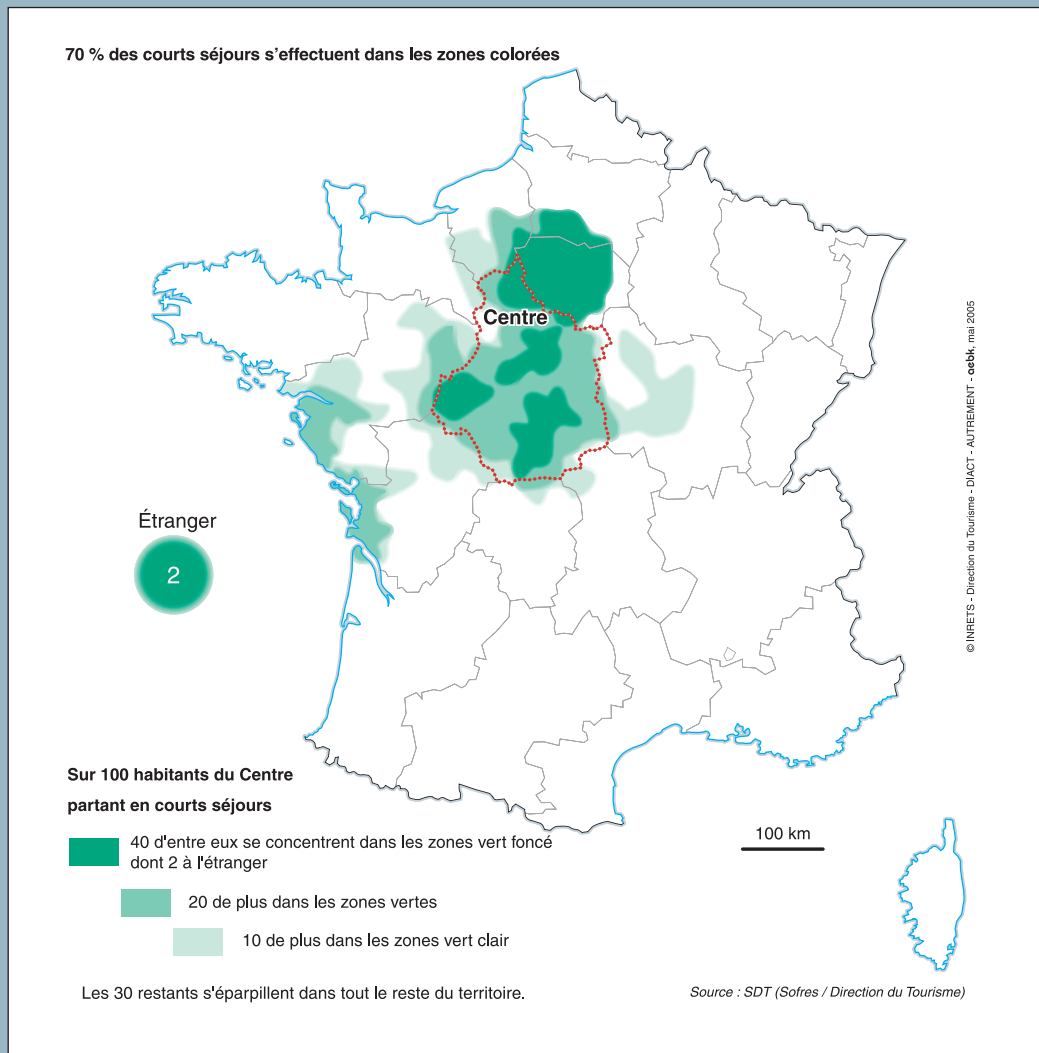 70 % des courts séjours s'effectuent dans les zones colorées
Centre
Étranger
2
© INRETS - Direction du Tourisme - DIACT - AUTREMENT - aebk, mai 2005
Sur 100 habitants du Centre
partant en courts séjours
40 d'entre eux se concentrent dans les zones vert foncé
dont 2 à l'étranger
20 de plus dans les zones vertes
10 de plus dans les zones vert clair
Les 30 restants s'éparpillent dans tout le reste du territoire.
100 km
Source : SDT (Sofres / Direction du Tourisme)